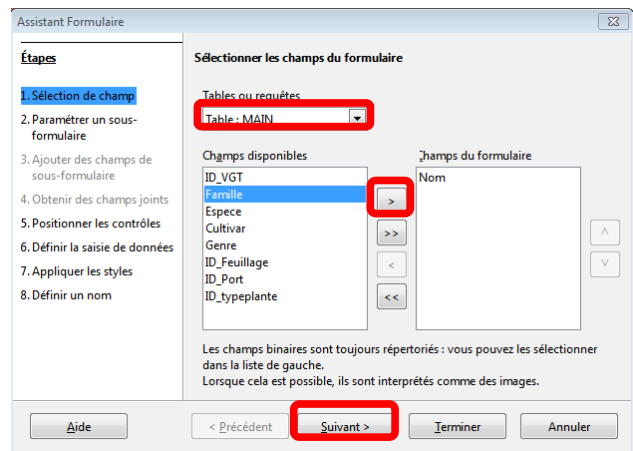 Assistant Formulaire
Étapes
1. Sélection de champ
2. Paramétrer un sous-
formulaire
3. Ajouter des champs de
sous-formulaire
4. Obtenir des champs joints
5. Positionner les contrôles
6. Définir la saisie de données
7. Appliquer les styles
8. Définir un nom
Sélectionner les champs du formulaire
Tables ou requêtes
Table : MAIN
Champs disponibles
ID_VGT
Famille
Espece
Cultivar
Genre
ID_Feuillage
ID_Port
ID_typeplante
>
>>
<
<<
Champs du formulaire
Nom
Les champs binaires sont toujours répertoriés : vous pouvez les sélectionner
dans la liste de gauche.
Lorsque cela est possible, ils sont interprétés comme des images.
Aide
< Précédent
Suivant >
Terminer
Annuler